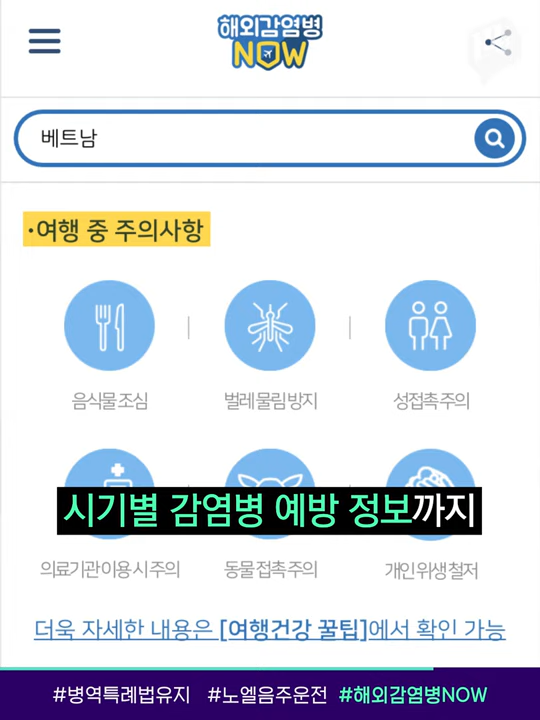 해외감염병
NOW
베트남
·여행 중 주의사항
음식물 조심
벌레 물림 방지
성접촉 주의
시기별 감염병 예방 정보까지
의료기관 이용 시 주의
동물 접촉 주의
개인 위생 철저
더욱 자세한 내용은 [여행건강 꿀팁]에서 확인 가능
#병역특례법유지 #노엘음주운전 #해외감염병NOW